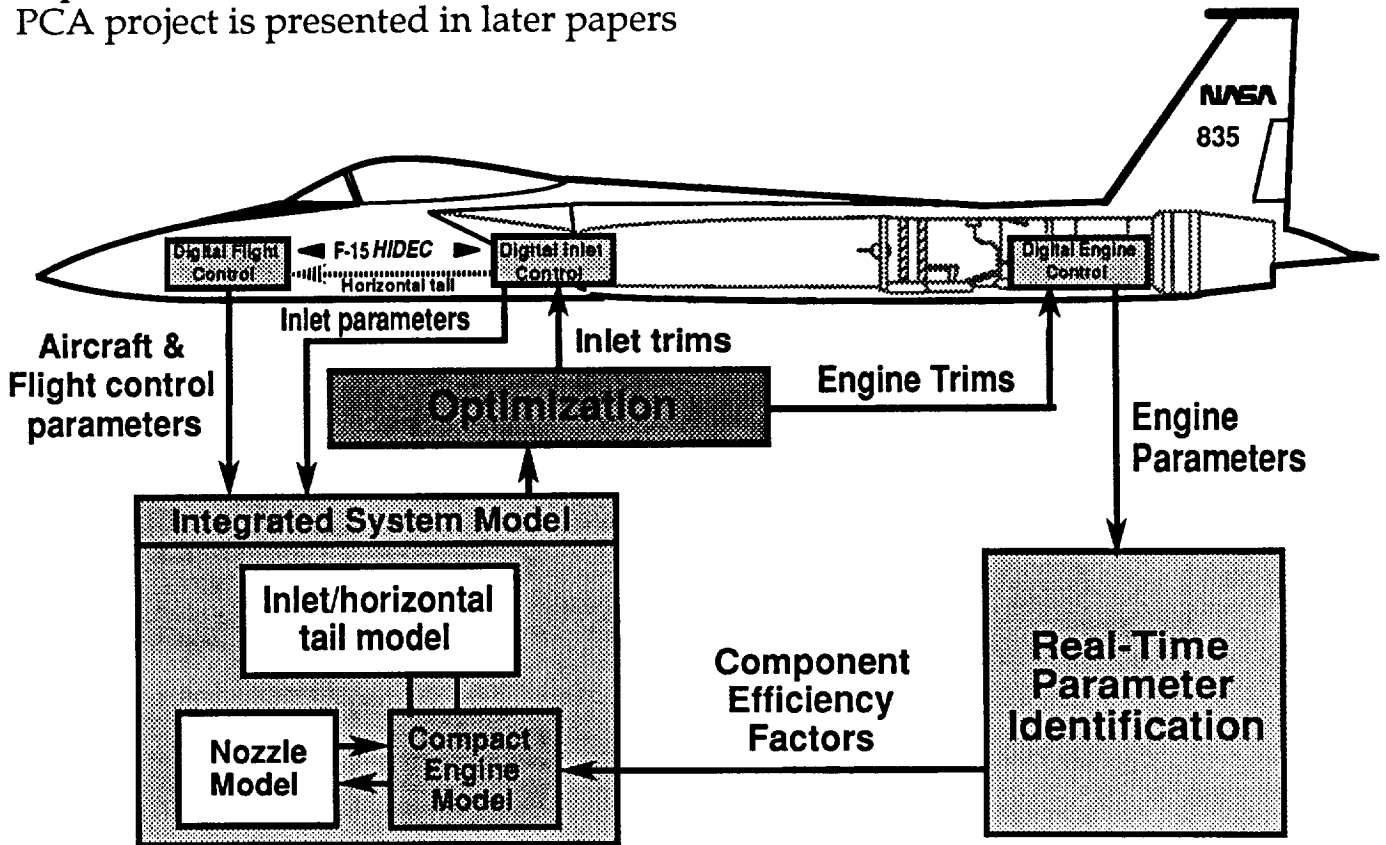 PCA project is presented in later papers
NASA
835
Digital Flight
Control
F-15 HIDEC
Horizontal tail
Digital Inlet
Control
Digital Engine
Control
Aircraft &
Flight control
parameters
Inlet parameters
Inlet trims
Engine Trims
Engine
Parameters
Optimization
Integrated System Model
Inlet/horizontal
tail model
Nozzle
Model
Compact
Engine
Model
Component
Efficiency
Factors
Real-Time
Parameter
Identification